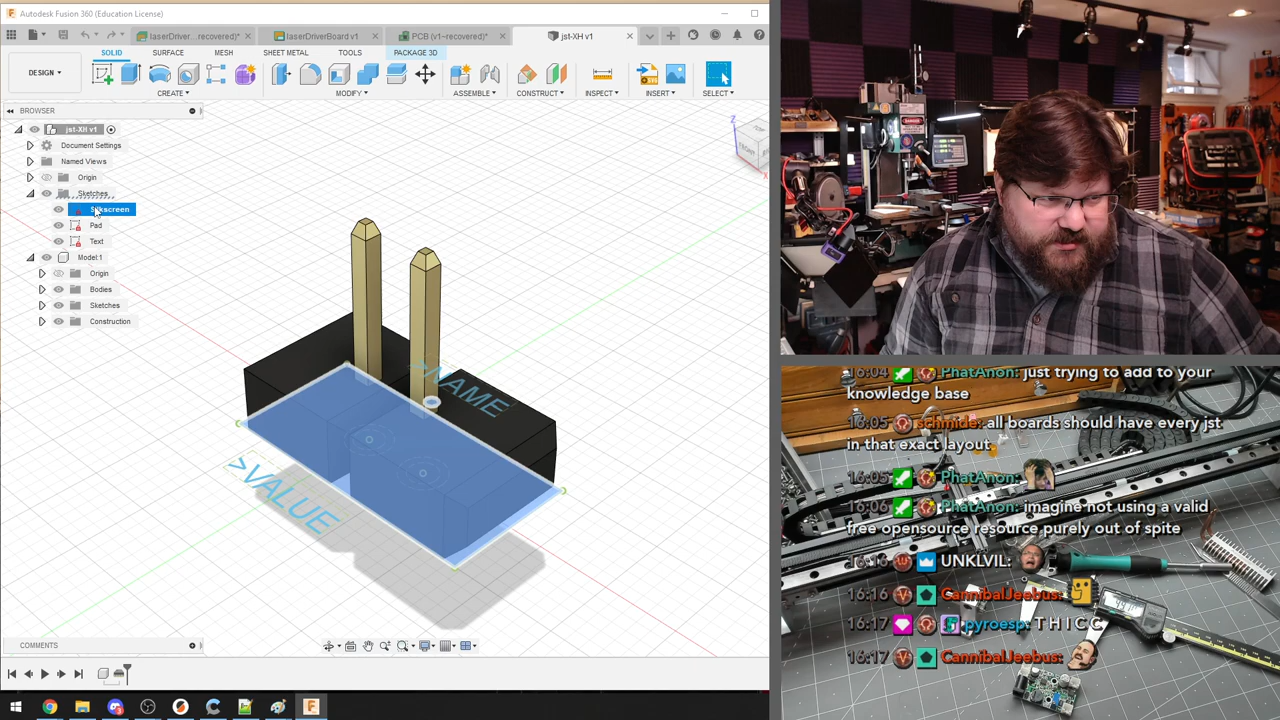 Autodesk Fusion 360 (Education License)
laserDriver...recovered)*
laserDriverBoard v1
PCB (v1~recovered)*
jst-XH v1
SOLID
SURFACE
MESH
SHEET METAL
TOOLS
PACKAGE 3D
DESIGN
CREATE
MODIFY
ASSEMBLE
CONSTRUCT
INSPECT
INSERT
SELECT
BROWSER
jst-XH v1
Document Settings
Named Views
Origin
Sketches
Silkscreen
Pad
Text
Model:1
Origin
Bodies
Sketches
Construction
Z
FRONT
>NAME
>VALUE
COMMENTS
16:04 PhatAnon: just trying to add to your
knowledge base
16:05 schmide: all boards should have every jst
in that exact layout
16:05 PhatAnon:
16:06 PhatAnon: imagine not using a valid
free opensource resource purely out of spite
16:16 UNKLVIL:
16:16 CannibalJeebus:
16:17 pyroesp: T H I C C
16:17 CannibalJeebus: